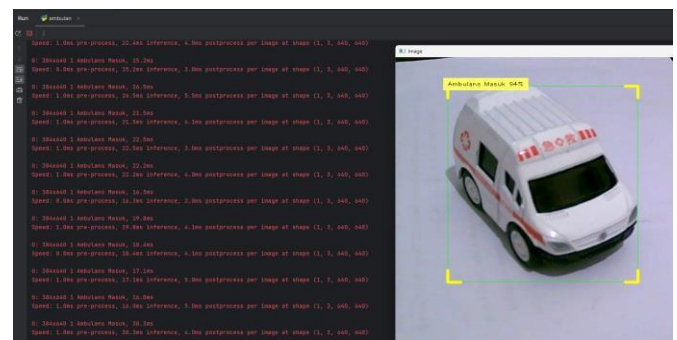 Run ambulan
Speed: 1.0ms pre-process, 22.4ms inference, 4.0ms postprocess per image at shape (1, 3, 640, 640)
0: 384x640 1 Ambulans Masuk, 15.2ms
Speed: 0.0ms pre-process, 15.2ms inference, 3.0ms postprocess per image at shape (1, 3, 640, 640)
0: 384x640 1 Ambulans Masuk, 26.5ms
Speed: 1.0ms pre-process, 26.5ms inference, 5.5ms postprocess per image at shape (1, 3, 640, 640)
0: 384x640 1 Ambulans Masuk, 21.5ms
Speed: 1.0ms pre-process, 21.5ms inference, 6.1ms postprocess per image at shape (1, 3, 640, 640)
0: 384x640 1 Ambulans Masuk, 22.5ms
Speed: 1.0ms pre-process, 22.5ms inference, 3.0ms postprocess per image at shape (1, 3, 640, 640)
0: 384x640 1 Ambulans Masuk, 22.2ms
Speed: 1.0ms pre-process, 22.2ms inference, 4.0ms postprocess per image at shape (1, 3, 640, 640)
0: 384x640 1 Ambulans Masuk, 16.3ms
Speed: 0.0ms pre-process, 16.3ms inference, 2.0ms postprocess per image at shape (1, 3, 640, 640)
0: 384x640 1 Ambulans Masuk, 19.8ms
Speed: 1.0ms pre-process, 19.8ms inference, 4.1ms postprocess per image at shape (1, 3, 640, 640)
0: 384x640 1 Ambulans Masuk, 18.4ms
Speed: 0.0ms pre-process, 18.4ms inference, 4.1ms postprocess per image at shape (1, 3, 640, 640)
0: 384x640 1 Ambulans Masuk, 17.1ms
Speed: 1.0ms pre-process, 17.1ms inference, 5.0ms postprocess per image at shape (1, 3, 640, 640)
0: 384x640 1 Ambulans Masuk, 16.0ms
Speed: 1.0ms pre-process, 16.0ms inference, 5.0ms postprocess per image at shape (1, 3, 640, 640)
0: 384x640 1 Ambulans Masuk, 30.3ms
Speed: 1.0ms pre-process, 30.3ms inference, 4.0ms postprocess per image at shape (1, 3, 640, 640)
Image
Ambulans Masuk 94%